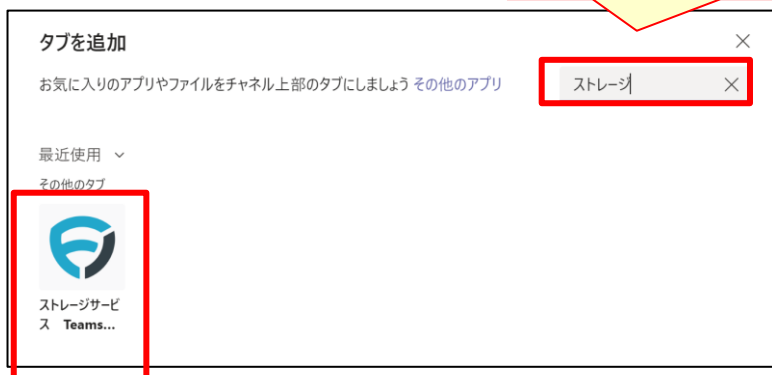 タブを追加
お気に入りのアプリやファイルをチャネル上部のタブにしましょう その他のアプリ
ストレージ
最近使用
その他のタブ
ストレージサービ
ス Teams...